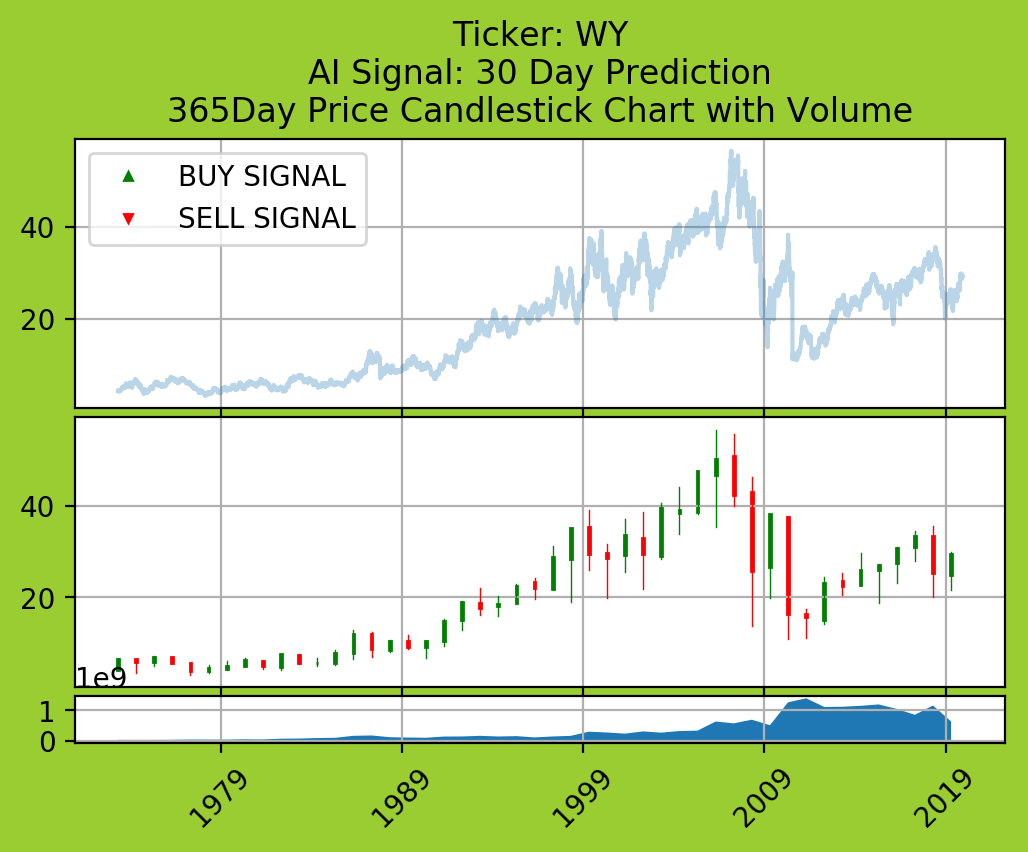 Ticker: WY
AI Signal: 30 Day Prediction
365Day Price Candlestick Chart with Volume
BUY SIGNAL
SELL SIGNAL
40
20
40
20
1e9
1
0
1979
1989
1999
2009
2019